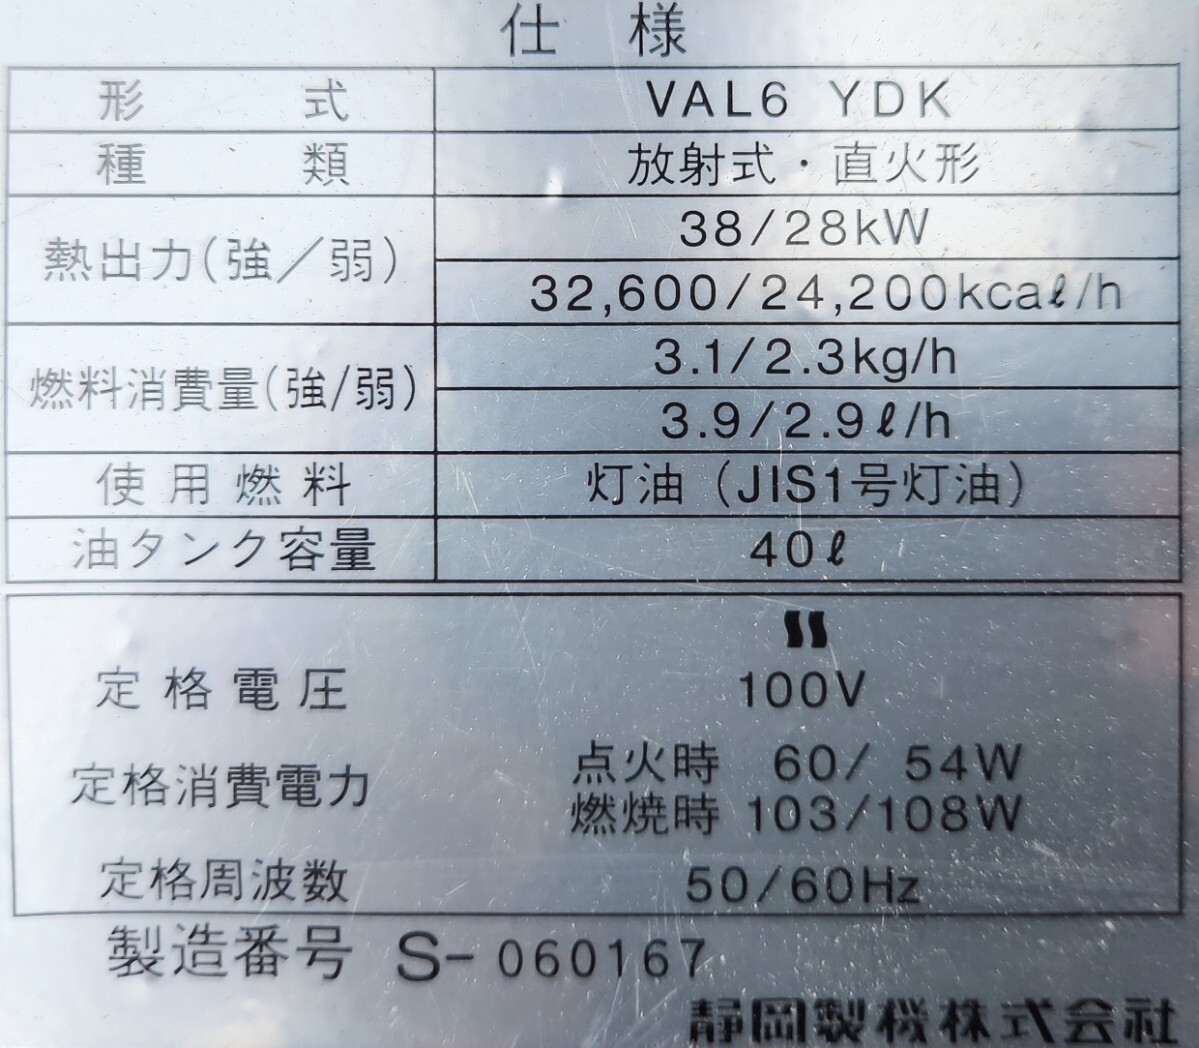 仕様
形式 VAL6 YDK
種類 放射式・直火形
熱出力(強／弱) 38/28kW
32,600/24,200kcaℓ/h
燃料消費量(強/弱) 3.1/2.3kg/h
3.9/2.9ℓ/h
使用燃料 灯油（JIS1号灯油）
油タンク容量 40ℓ
定格電圧 100V
定格消費電力 点火時 60/ 54W
燃焼時 103/108W
定格周波数 50/60Hz
製造番号 S-060167
静岡製機株式会社